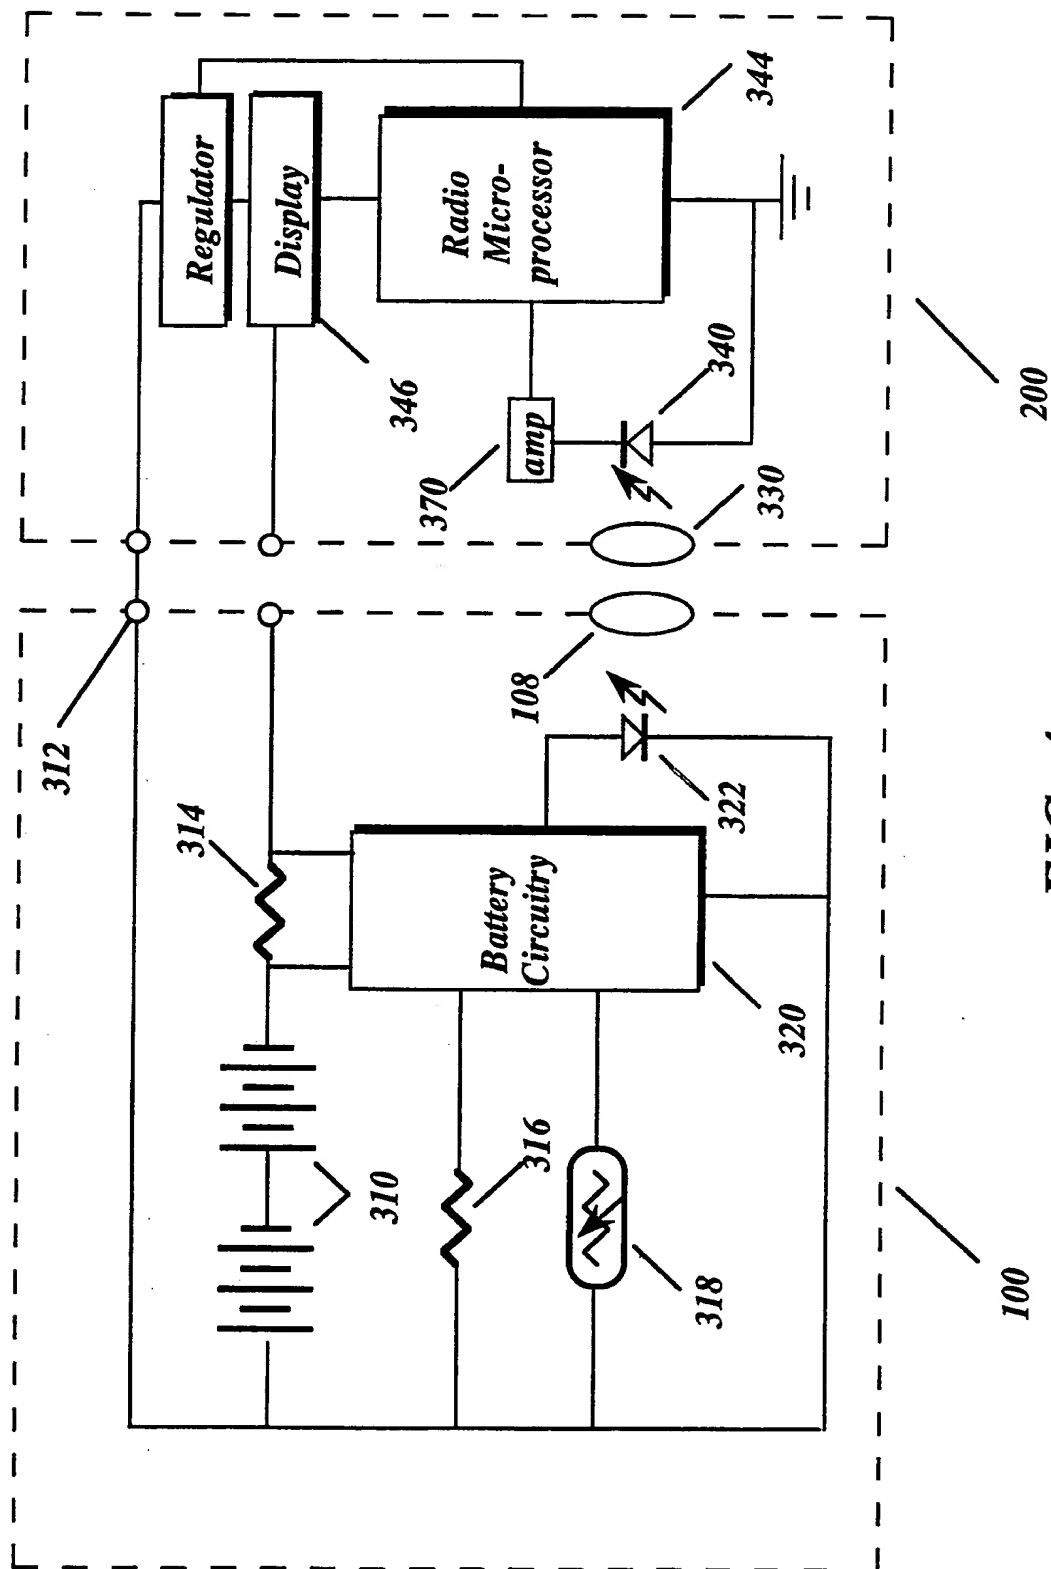 Regulator
Display
Radio
Micro-
processor
344
346
amp
370
340
330
200
312
108
314
322
Battery
Circuitry
320
310
316
318
100